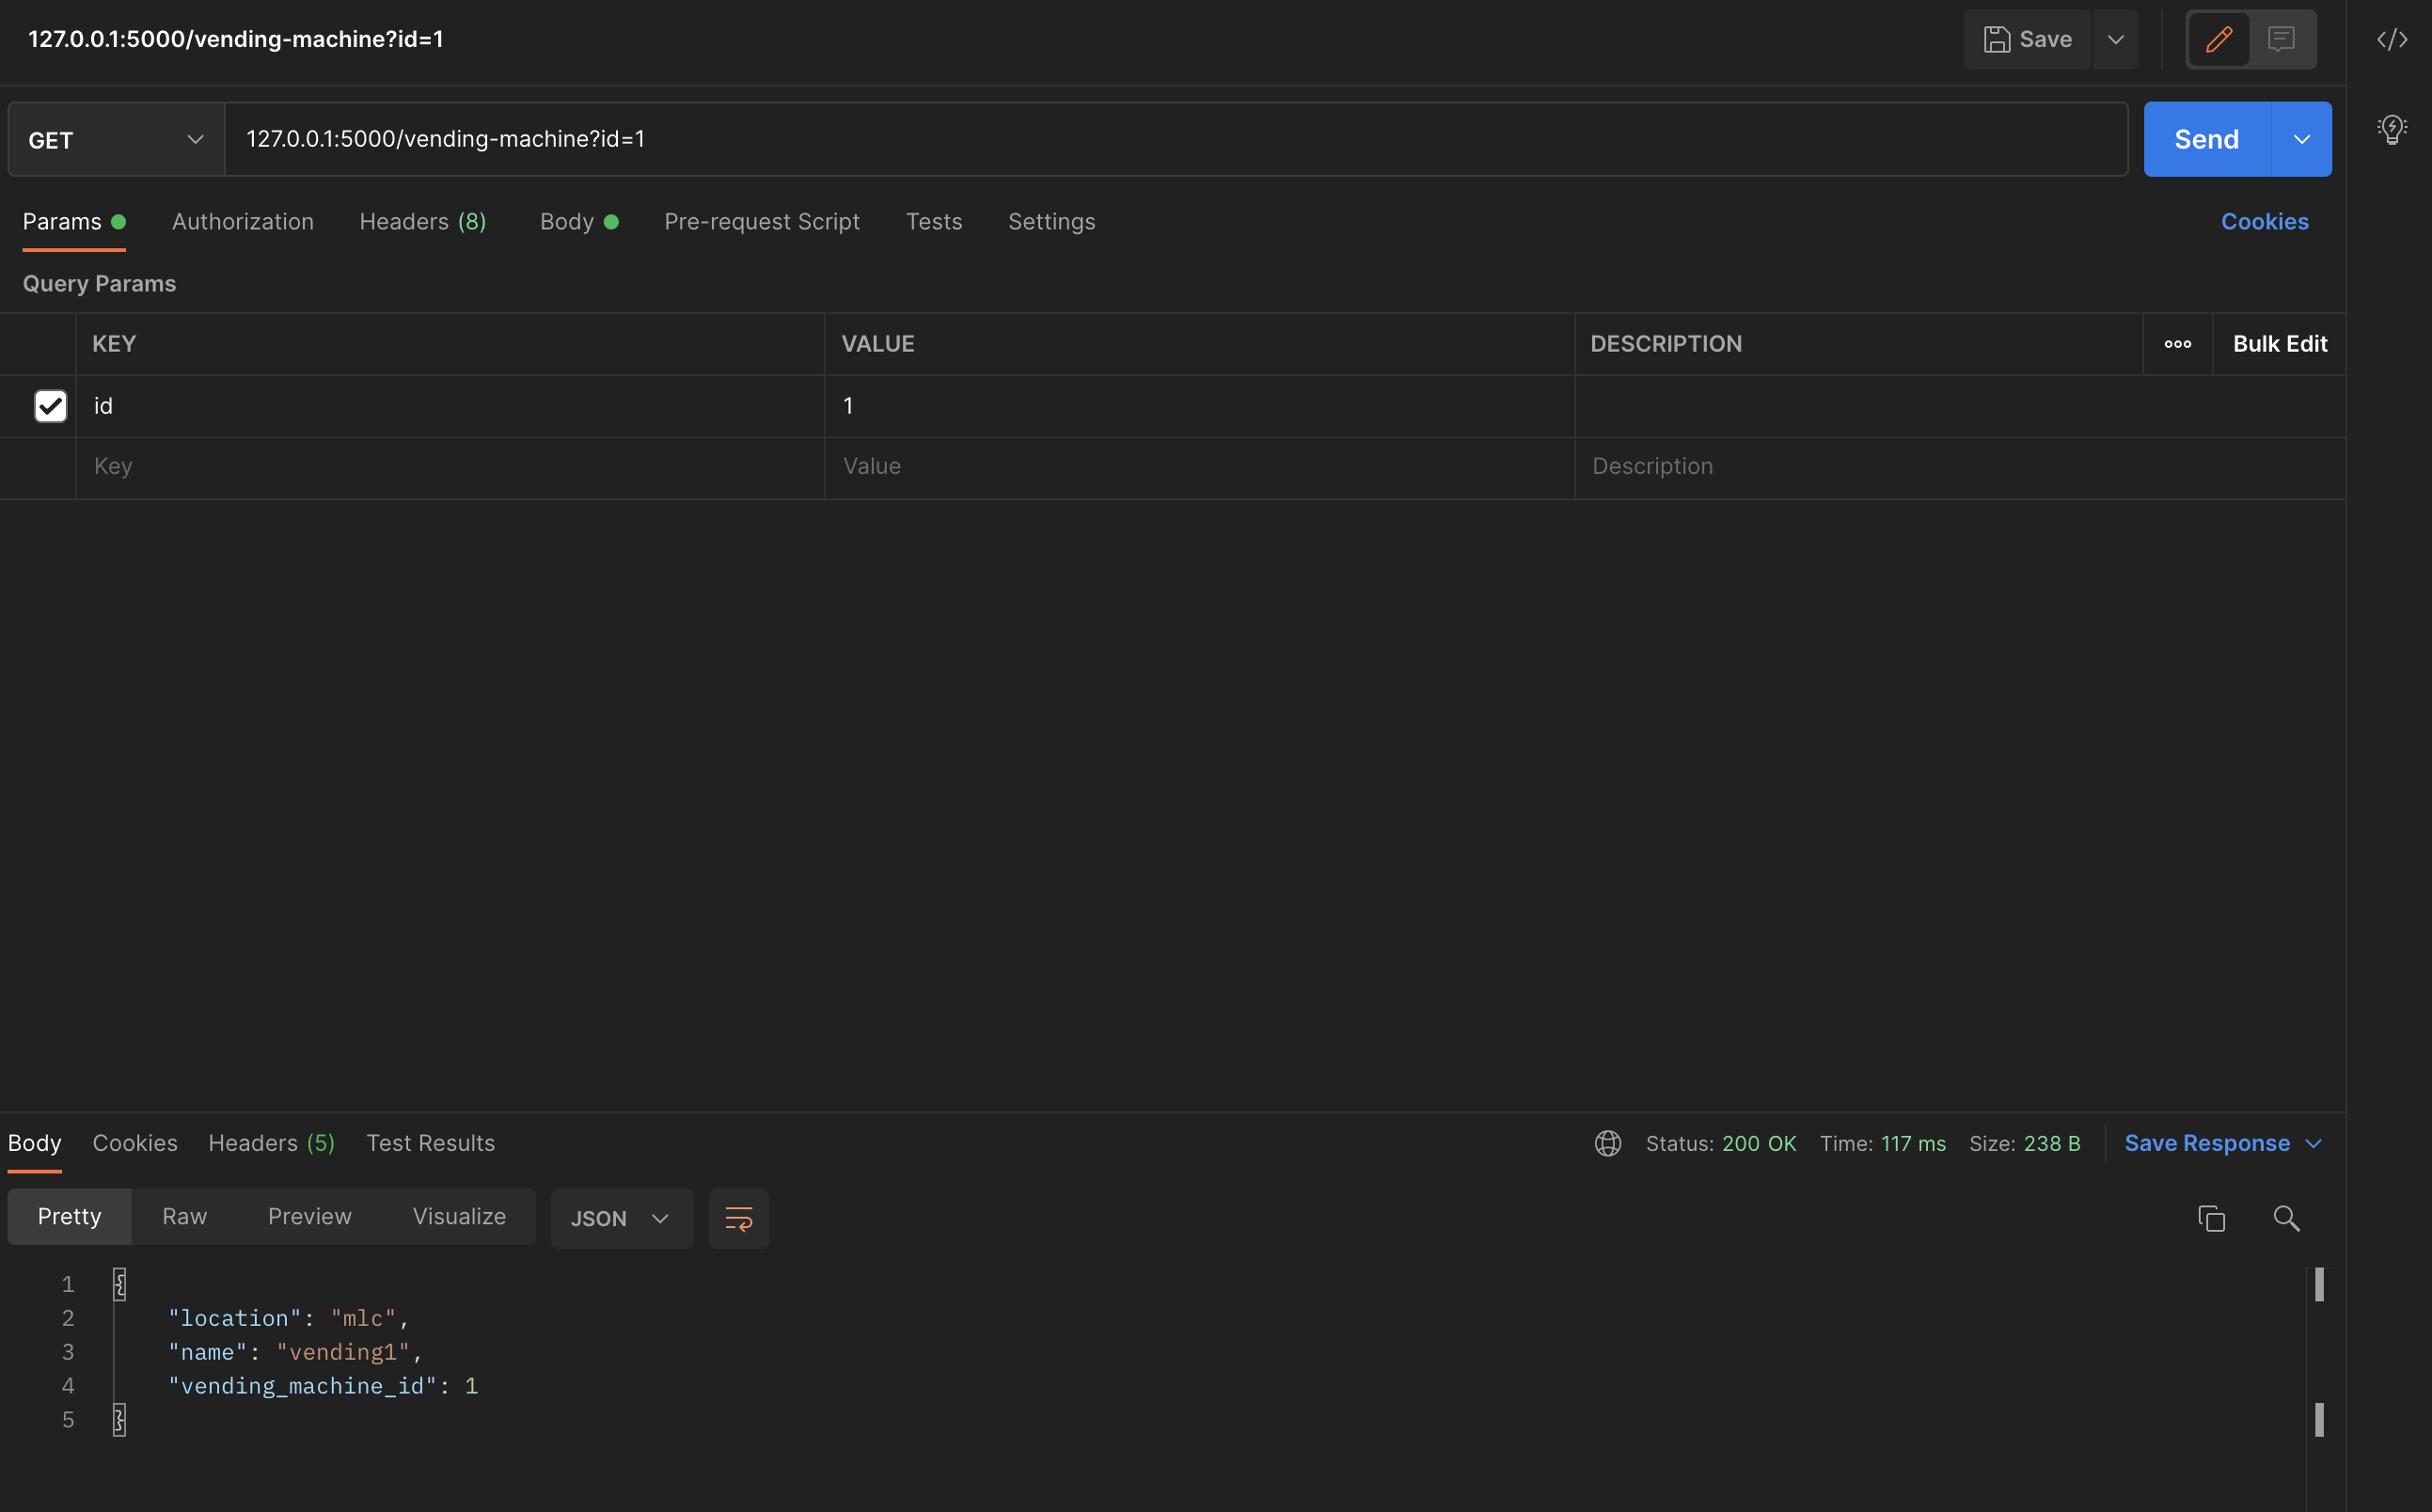 127.0.0.1:5000/vending-machine?id=1
Save
GET
127.0.0.1:5000/vending-machine?id=1
Send
Params Authorization Headers (8) Body Pre-request Script Tests Settings Cookies
Query Params
KEY VALUE DESCRIPTION ooo Bulk Edit
id 1
Key Value Description
Body Cookies Headers (5) Test Results Status: 200 OK Time: 117 ms Size: 238 B Save Response
Pretty Raw Preview Visualize JSON
1 {
2 "location": "mlc",
3 "name": "vending1",
4 "vending_machine_id": 1
5 }